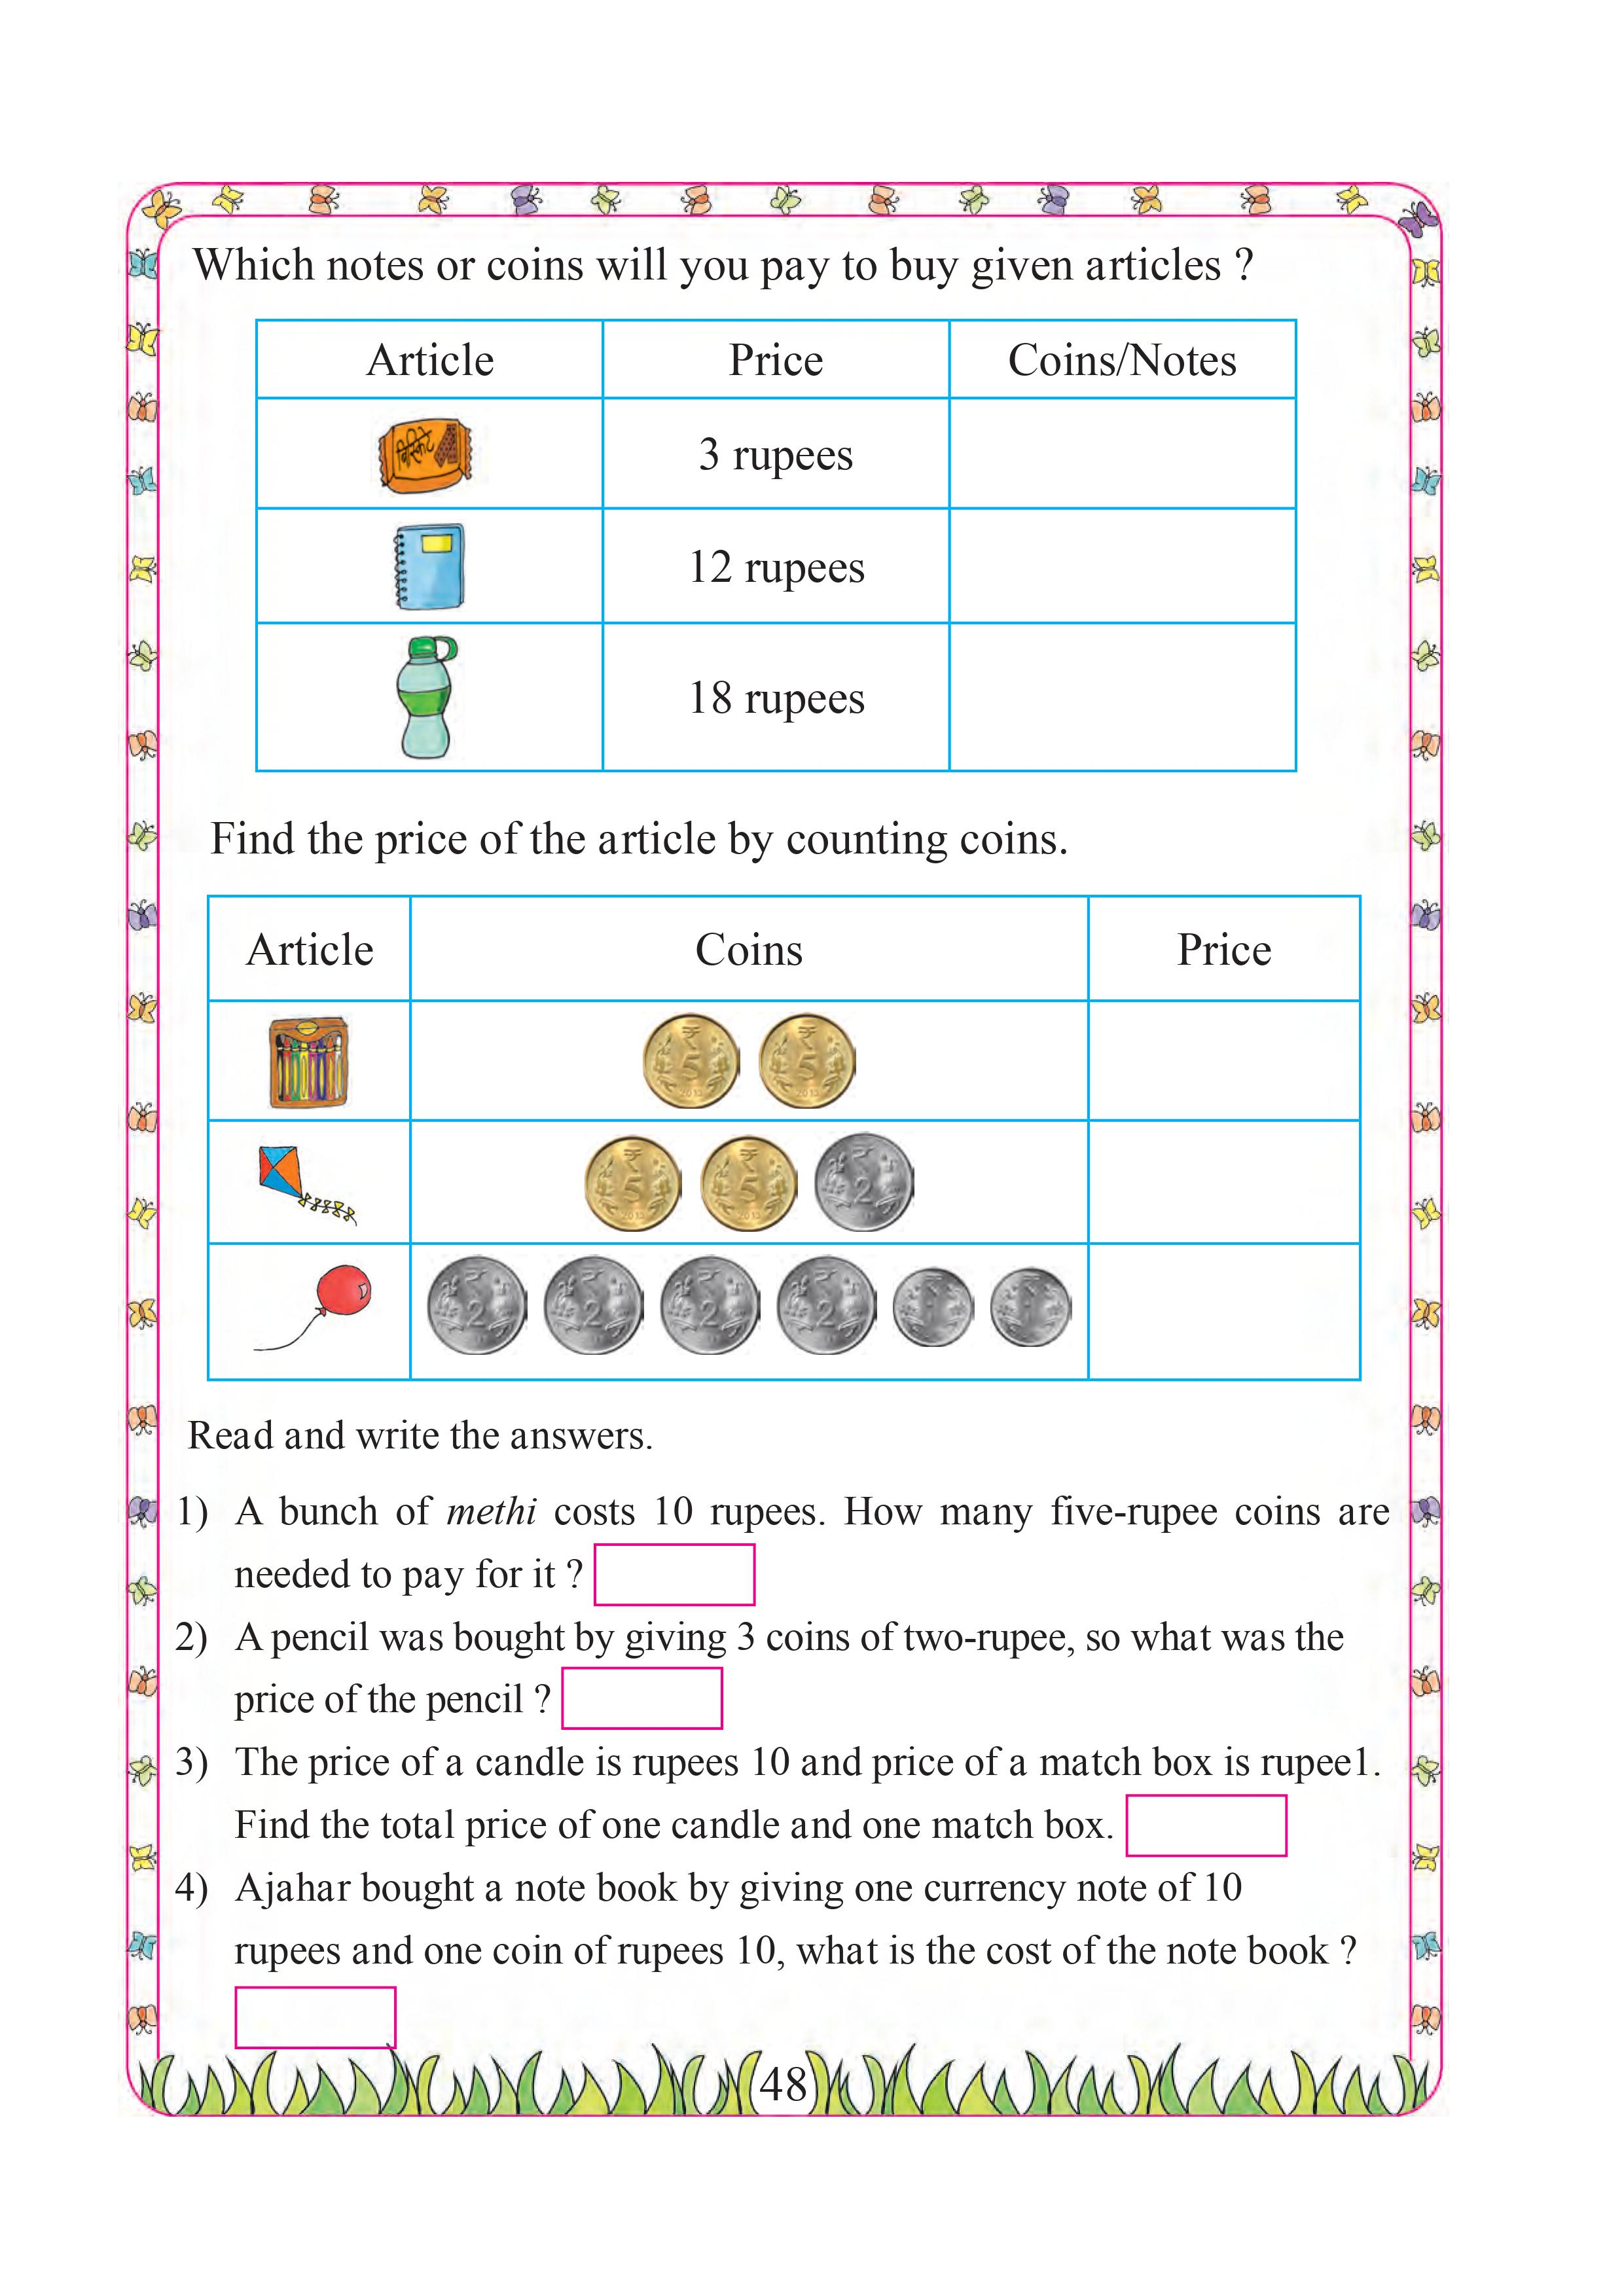 Which notes or coins will you pay to buy given articles ?
Article Price Coins/Notes
बिस्किट
3 rupees
12 rupees
18 rupees
Find the price of the article by counting coins.
Article Coins Price
₹ 5 2013 ₹ 5 2013
₹ 5 2013 ₹ 5 2013 ₹ 2
₹ 2 ₹ 2 ₹ 2 ₹ 2 ₹ 1 ₹ 1
Read and write the answers.
1) A bunch of methi costs 10 rupees. How many five-rupee coins are
needed to pay for it ?
2) A pencil was bought by giving 3 coins of two-rupee, so what was the
price of the pencil ?
3) The price of a candle is rupees 10 and price of a match box is rupee1.
Find the total price of one candle and one match box.
4) Ajahar bought a note book by giving one currency note of 10
rupees and one coin of rupees 10, what is the cost of the note book ?
48